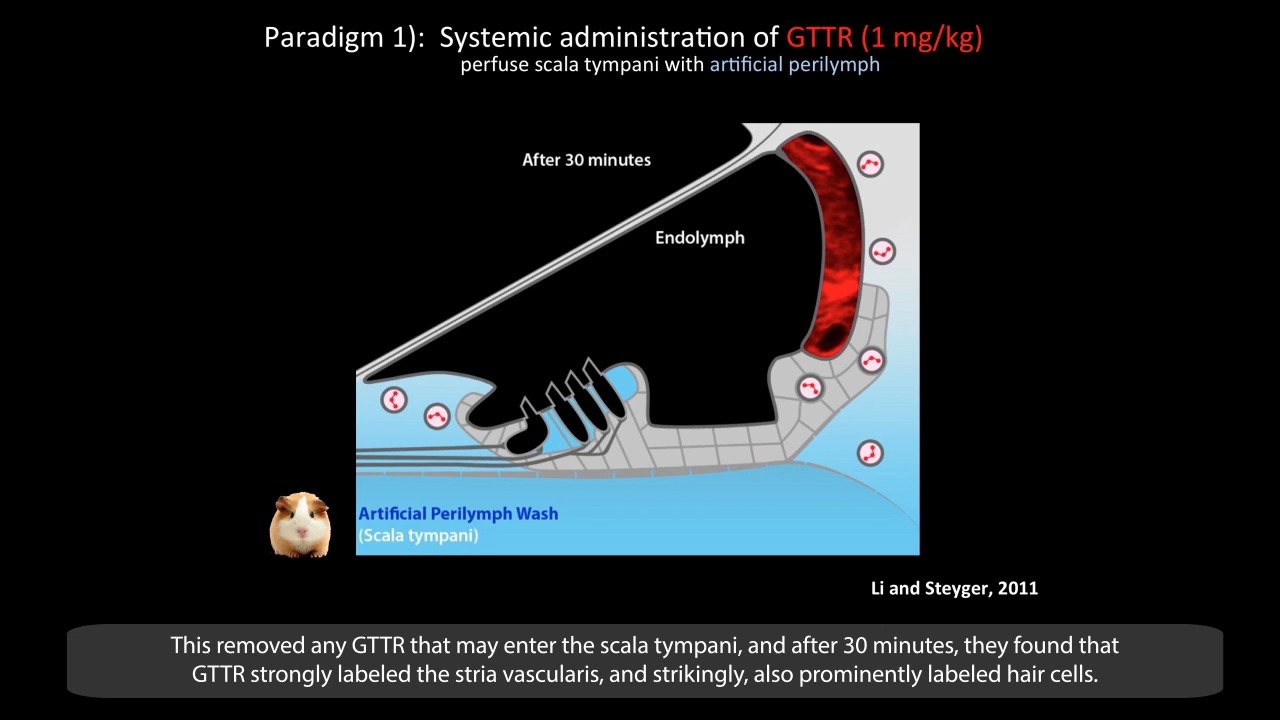 Paradigm 1):  Systemic administration of GTTR (1 mg/kg)
perfuse scala tympani with artificial perilymph
After 30 minutes
Endolymph
Artificial Perilymph Wash
(Scala tympani)
Li and Steyger, 2011
This removed any GTTR that may enter the scala tympani, and after 30 minutes, they found that
GTTR strongly labeled the stria vascularis, and strikingly, also prominently labeled hair cells.